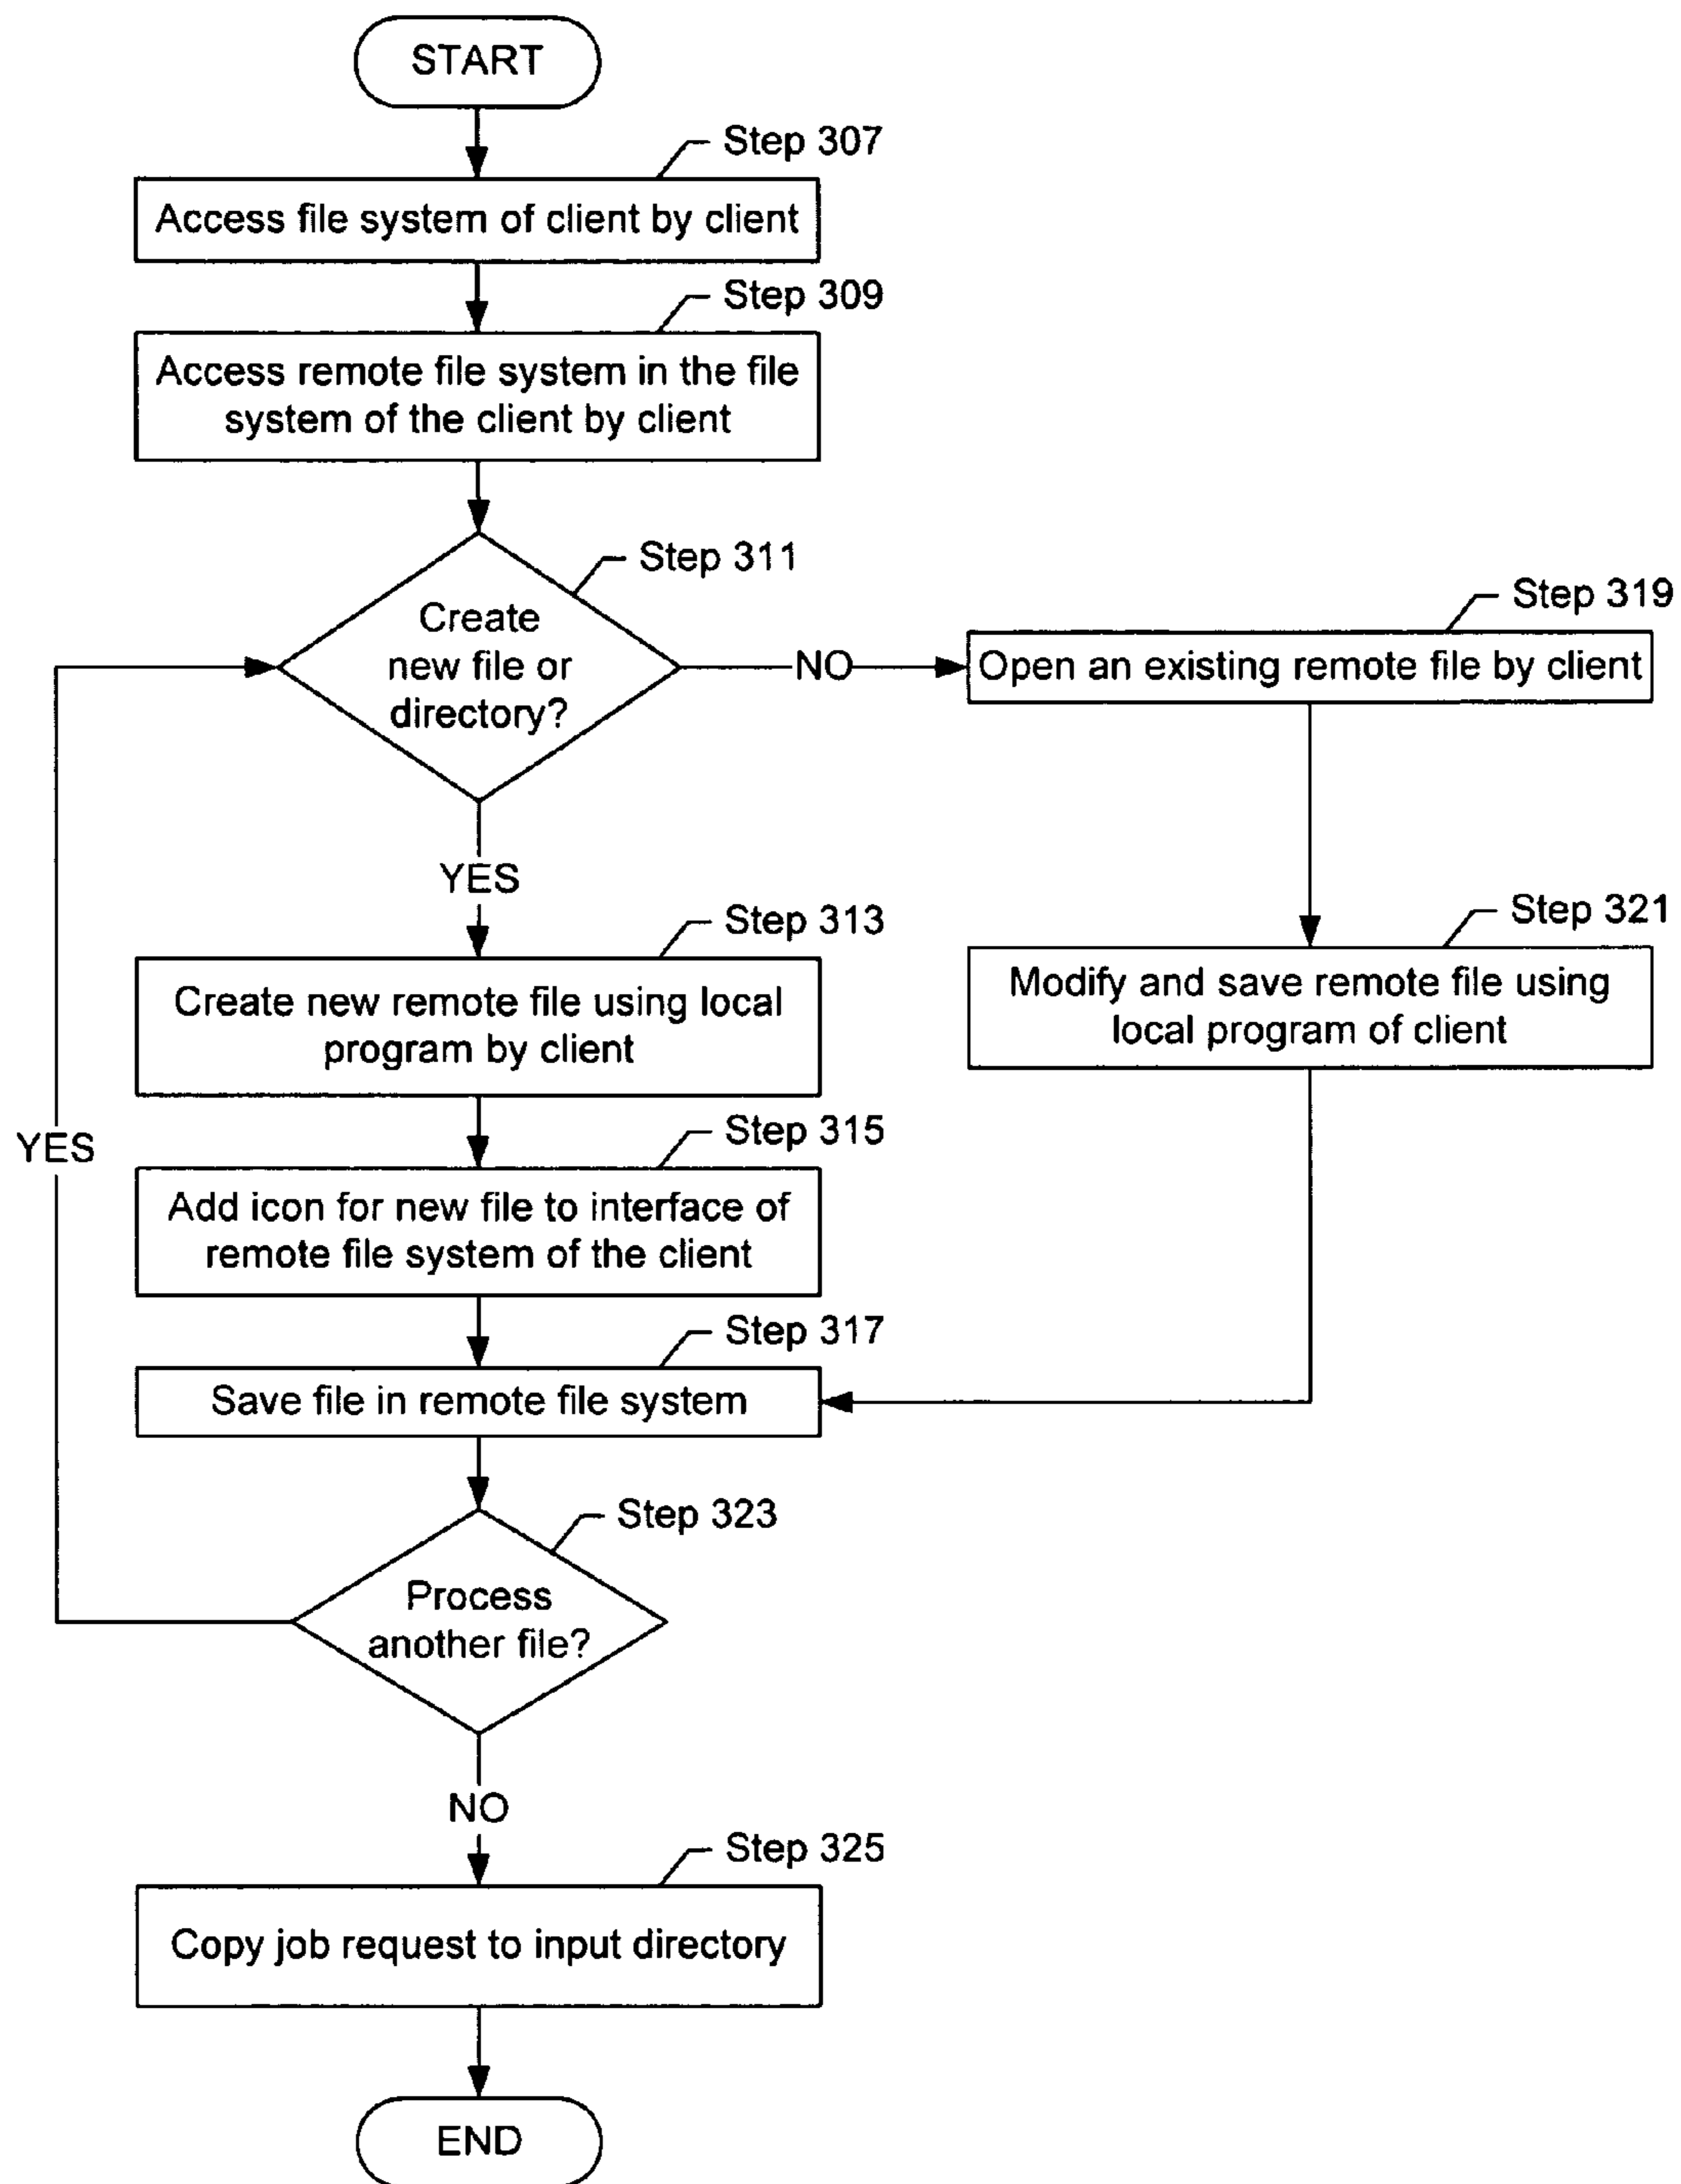 START
Step 307
Access file system of client by client
Step 309
Access remote file system in the file
system of the client by client
Step 311
Create
new file or
directory?
NO
Step 319
Open an existing remote file by client
YES
Step 313
Create new remote file using local
program by client
Step 321
Modify and save remote file using
local program of client
YES
Step 315
Add icon for new file to interface of
remote file system of the client
Step 317
Save file in remote file system
Step 323
Process
another file?
NO
Step 325
Copy job request to input directory
END